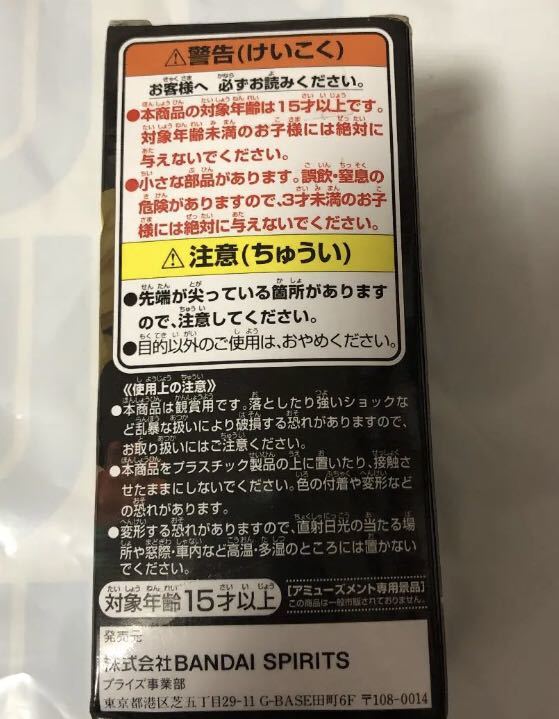 ⚠警告(けいこく)
お客様へ 必ずお読みください。
●本商品の対象年齢は15才以上です。
対象年齢未満のお子様には絶対に
与えないでください。
●小さな部品があります。誤飲・窒息の
危険がありますので、3才未満のお子
様には絶対に与えないでください。
⚠注意(ちゅうい)
●先端が尖っている箇所があります
ので、注意してください。
●目的以外のご使用は、おやめください。
《使用上の注意》
●本商品は観賞用です。落としたり強いショックな
ど乱暴な扱いにより破損する恐れがありますので、
お取り扱いにはご注意ください。
●本商品をプラスチック製品の上に置いたり、接触さ
せたままにしないでください。色の付着や変形など
の恐れがあります。
●変形する恐れがありますので、直射日光の当たる場
所や窓際・車内など高温・多湿のところには置かない
でください。
対象年齢15才以上
【アミューズメント専用景品】
この商品は一般市販されておりません。
発売元
株式会社BANDAI SPIRITS
プライズ事業部
東京都港区芝五丁目29-11 G-BASE田町6F 〒108-0014